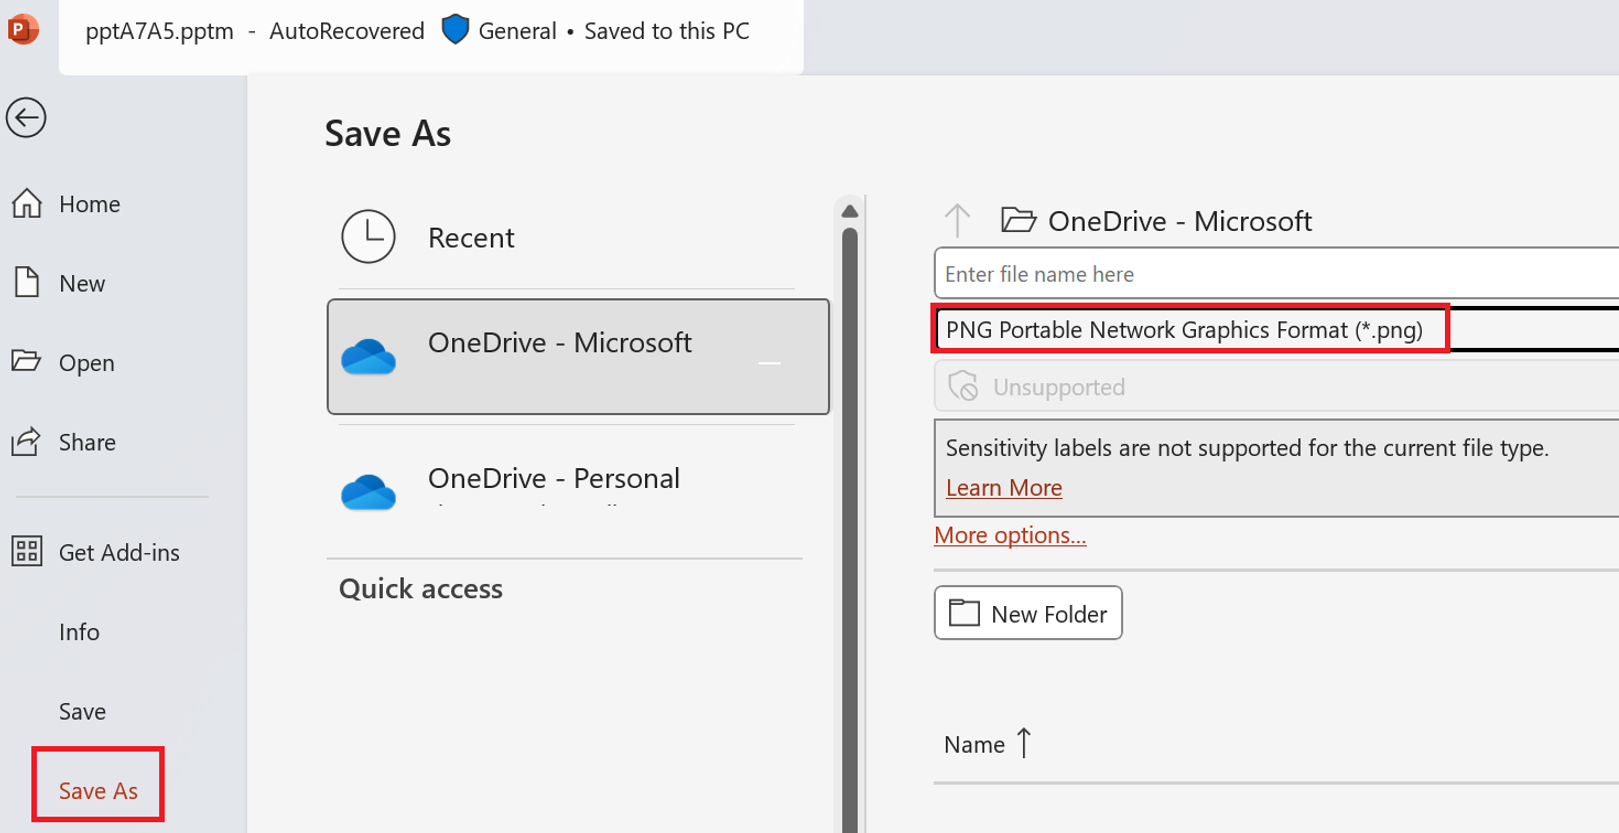 P
pptA7A5.pptm - AutoRecovered General • Saved to this PC
Save As
Home
New
Open
Share
Get Add-ins
Info
Save
Save As
Recent
OneDrive - Microsoft
OneDrive - Personal
Quick access
OneDrive - Microsoft
Enter file name here
PNG Portable Network Graphics Format (*.png)
Unsupported
Sensitivity labels are not supported for the current file type.
Learn More
More options...
New Folder
Name ↑